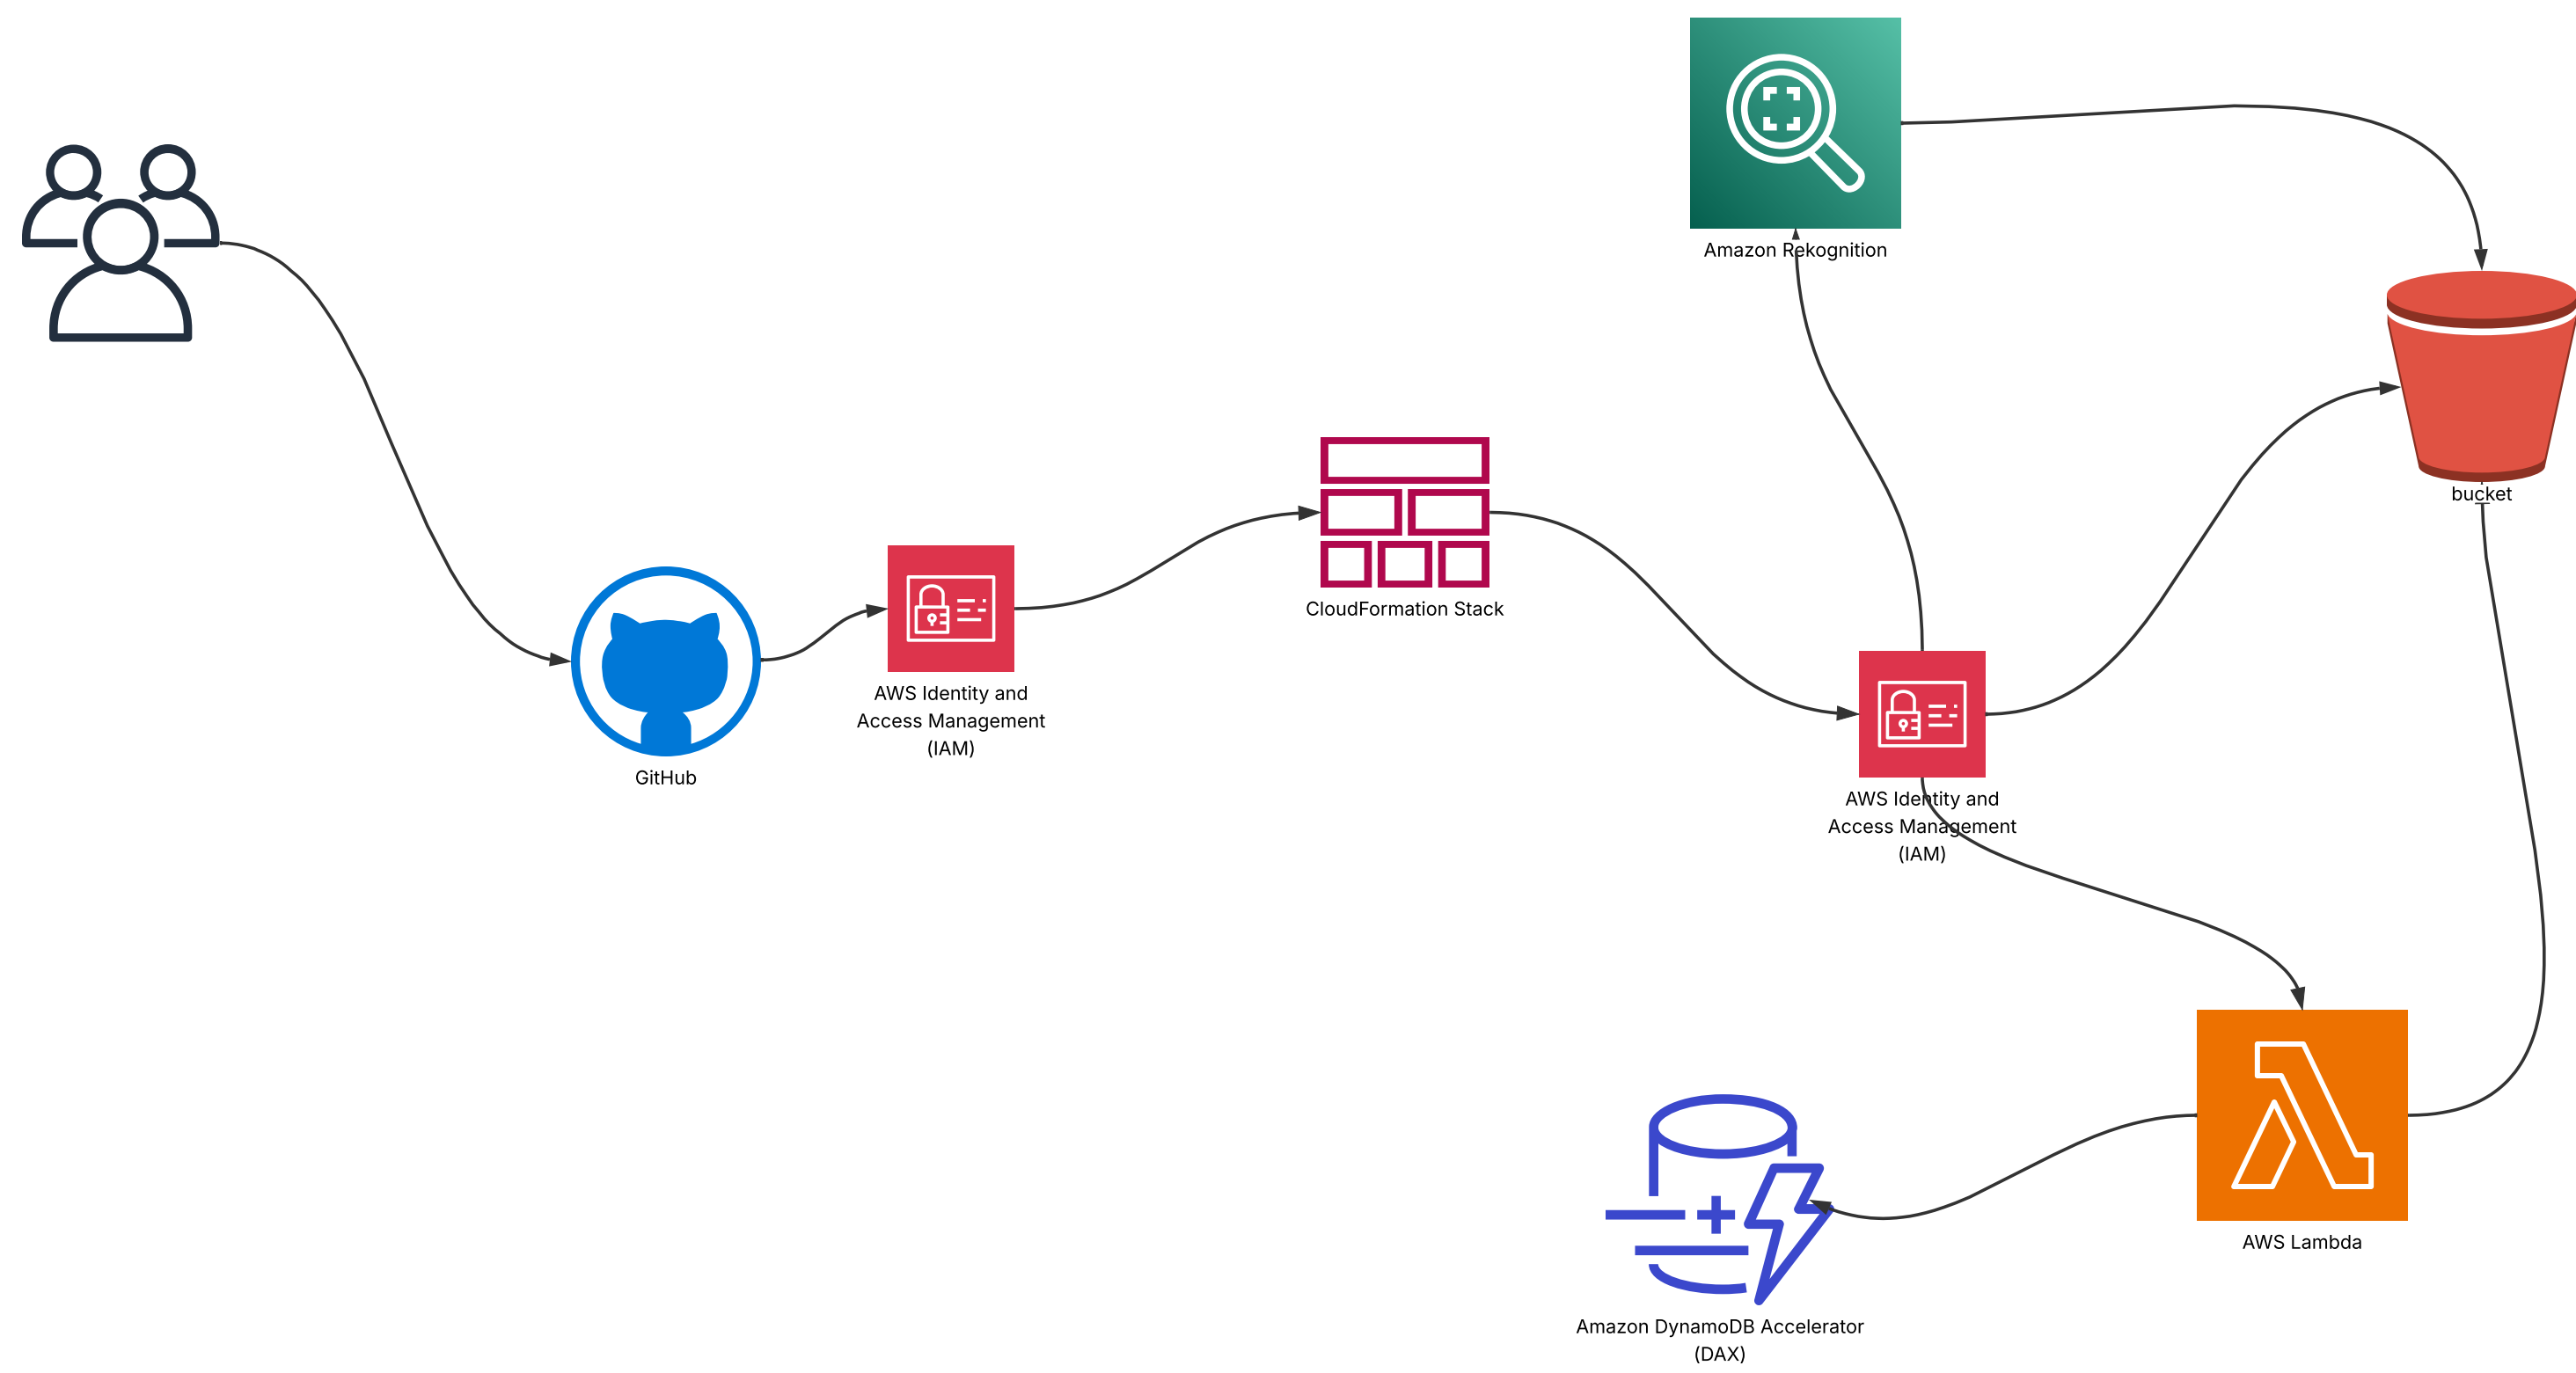 Amazon Rekognition
bucket
CloudFormation Stack
AWS Identity and
Access Management
(IAM)
GitHub
AWS Identity and
Access Management
(IAM)
AWS Lambda
Amazon DynamoDB Accelerator
(DAX)